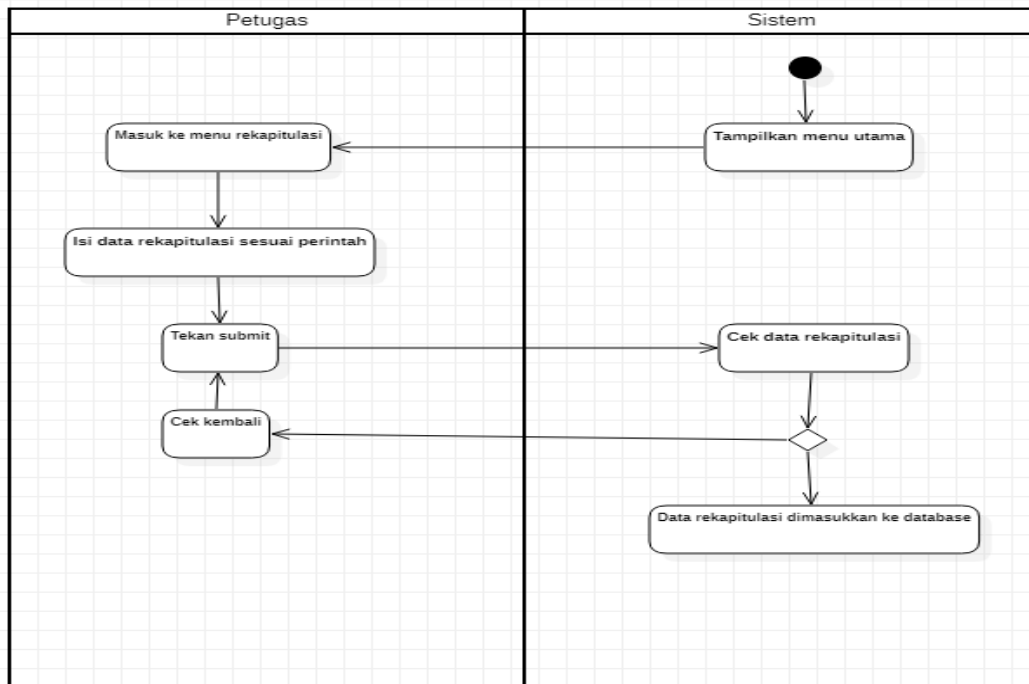 Petugas
Sistem
Masuk ke menu rekapitulasi
Tampilkan menu utama
Isi data rekapitulasi sesuai perintah
Tekan submit
Cek data rekapitulasi
Cek kembali
Data rekapitulasi dimasukkan ke database